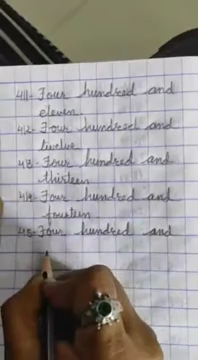 411- Four hundred and
eleven
412- Four hundred and
twelve
413- Four hundred and
thirteen
414- Four hundred and
fourteen
415- Four hundred and